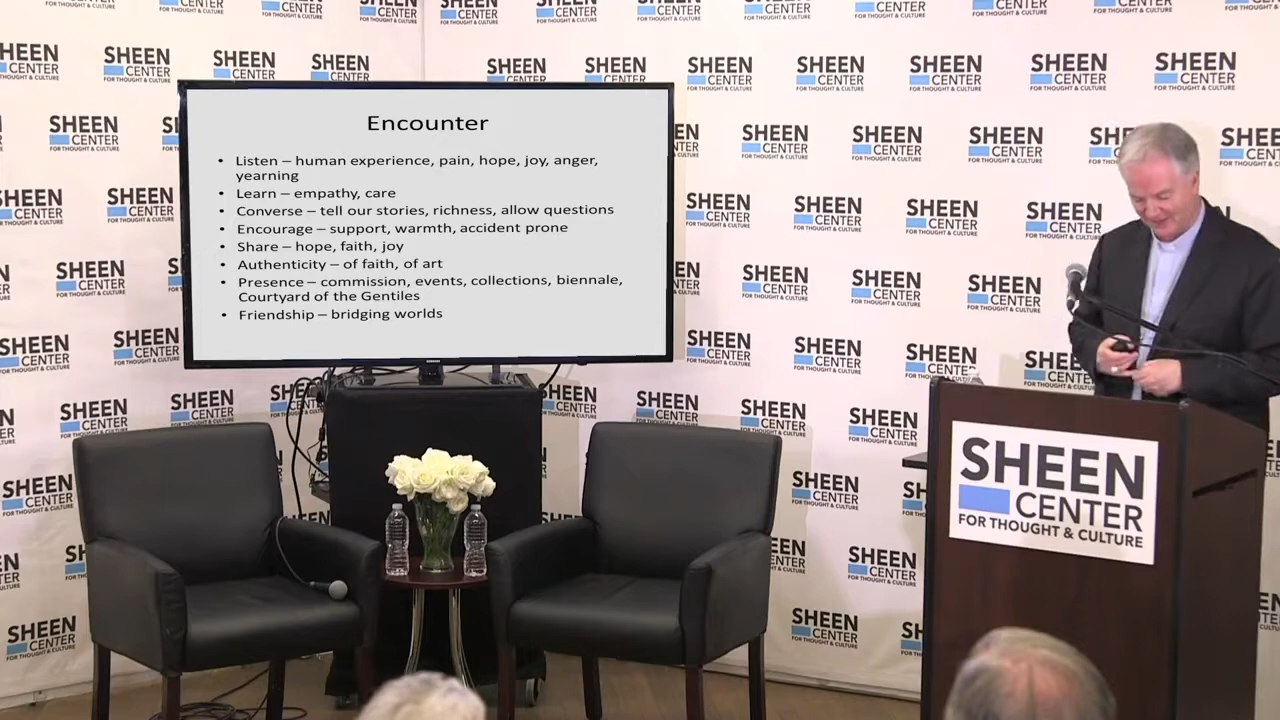 Encounter
• Listen – human experience, pain, hope, joy, anger,
yearning
• Learn – empathy, care
• Converse – tell our stories, richness, allow questions
• Encourage – support, warmth, accident prone
• Share – hope, faith, joy
• Authenticity – of faith, of art
• Presence – commission, events, collections, biennale,
Courtyard of the Gentiles
• Friendship – bridging worlds
SAMSUNG
SHEEN
CENTER
FOR THOUGHT & CULTURE